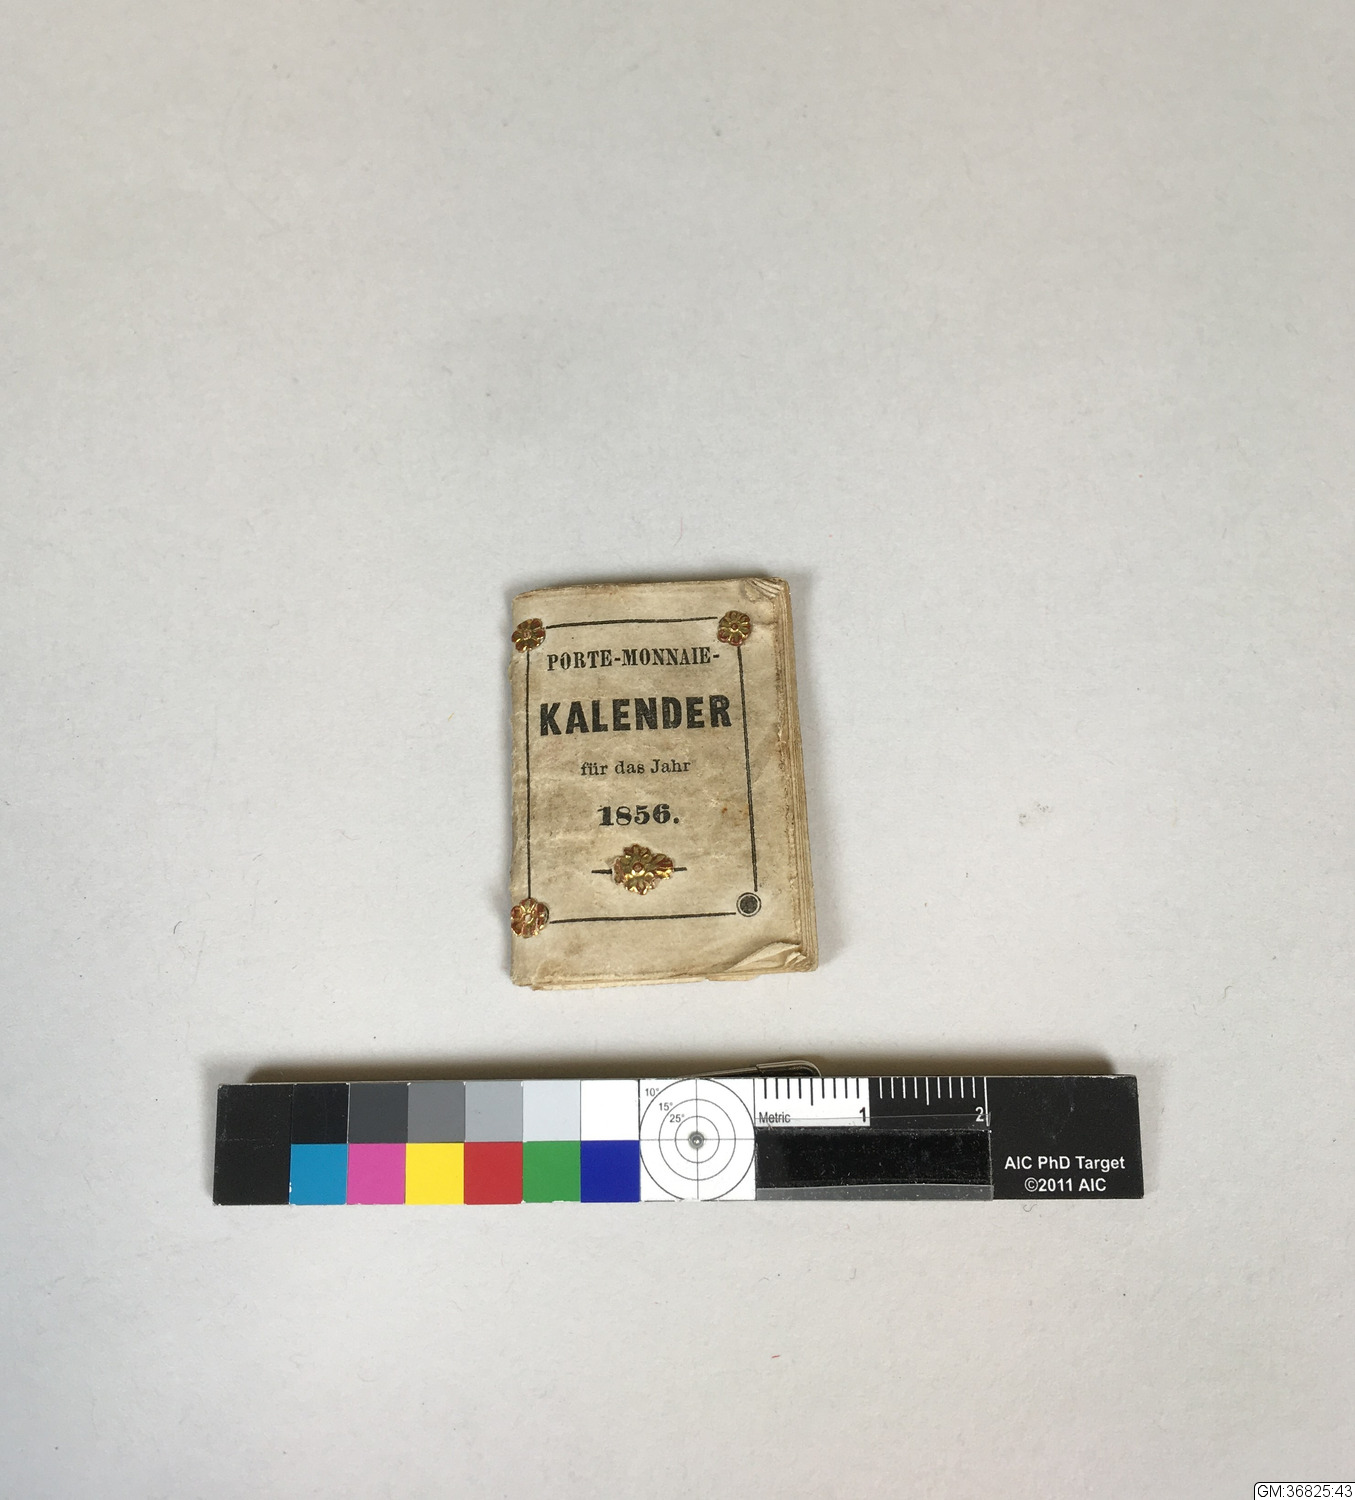 PORTE-MONNAIE-
KALENDER
für das Jahr
1856.
10°
15°
25°
Metric 1 2
AIC PhD Target
©2011 AIC
GM:36825:43